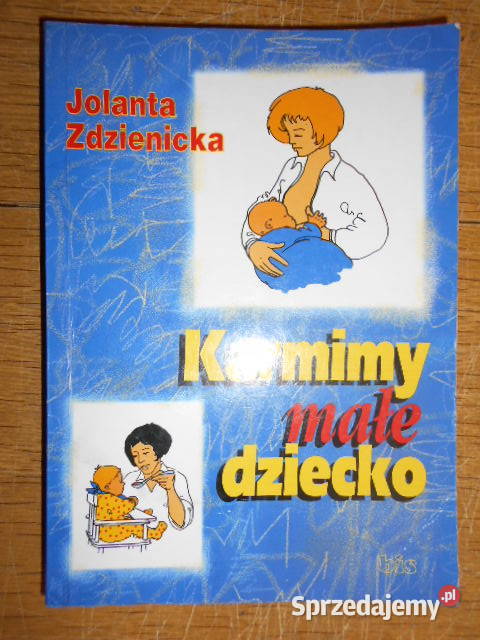 Jolanta
Zdzienicka
Karmimy
małe
dziecko
bis
Sprzedajemy.pl